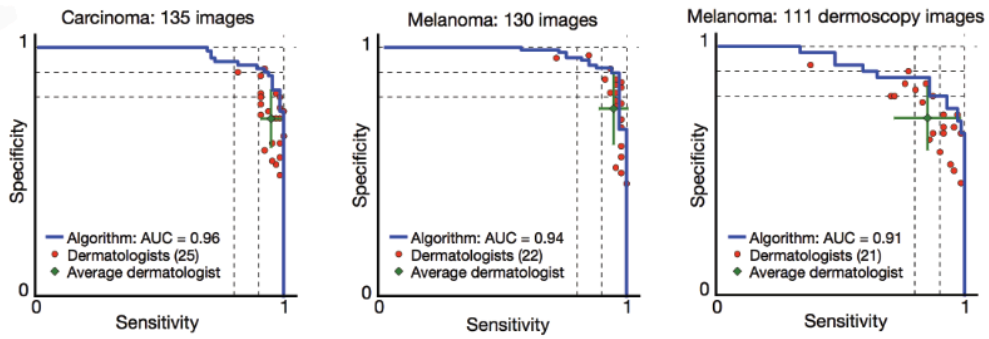 Carcinoma: 135 images
1
Specificity
Algorithm: AUC = 0.96
Dermatologists (25)
Average dermatologist
0
0
1
Sensitivity
Melanoma: 130 images
1
Specificity
Algorithm: AUC = 0.94
Dermatologists (22)
Average dermatologist
0
0
1
Sensitivity
Melanoma: 111 dermoscopy images
1
Specificity
Algorithm: AUC = 0.91
Dermatologists (21)
Average dermatologist
0
0
1
Sensitivity